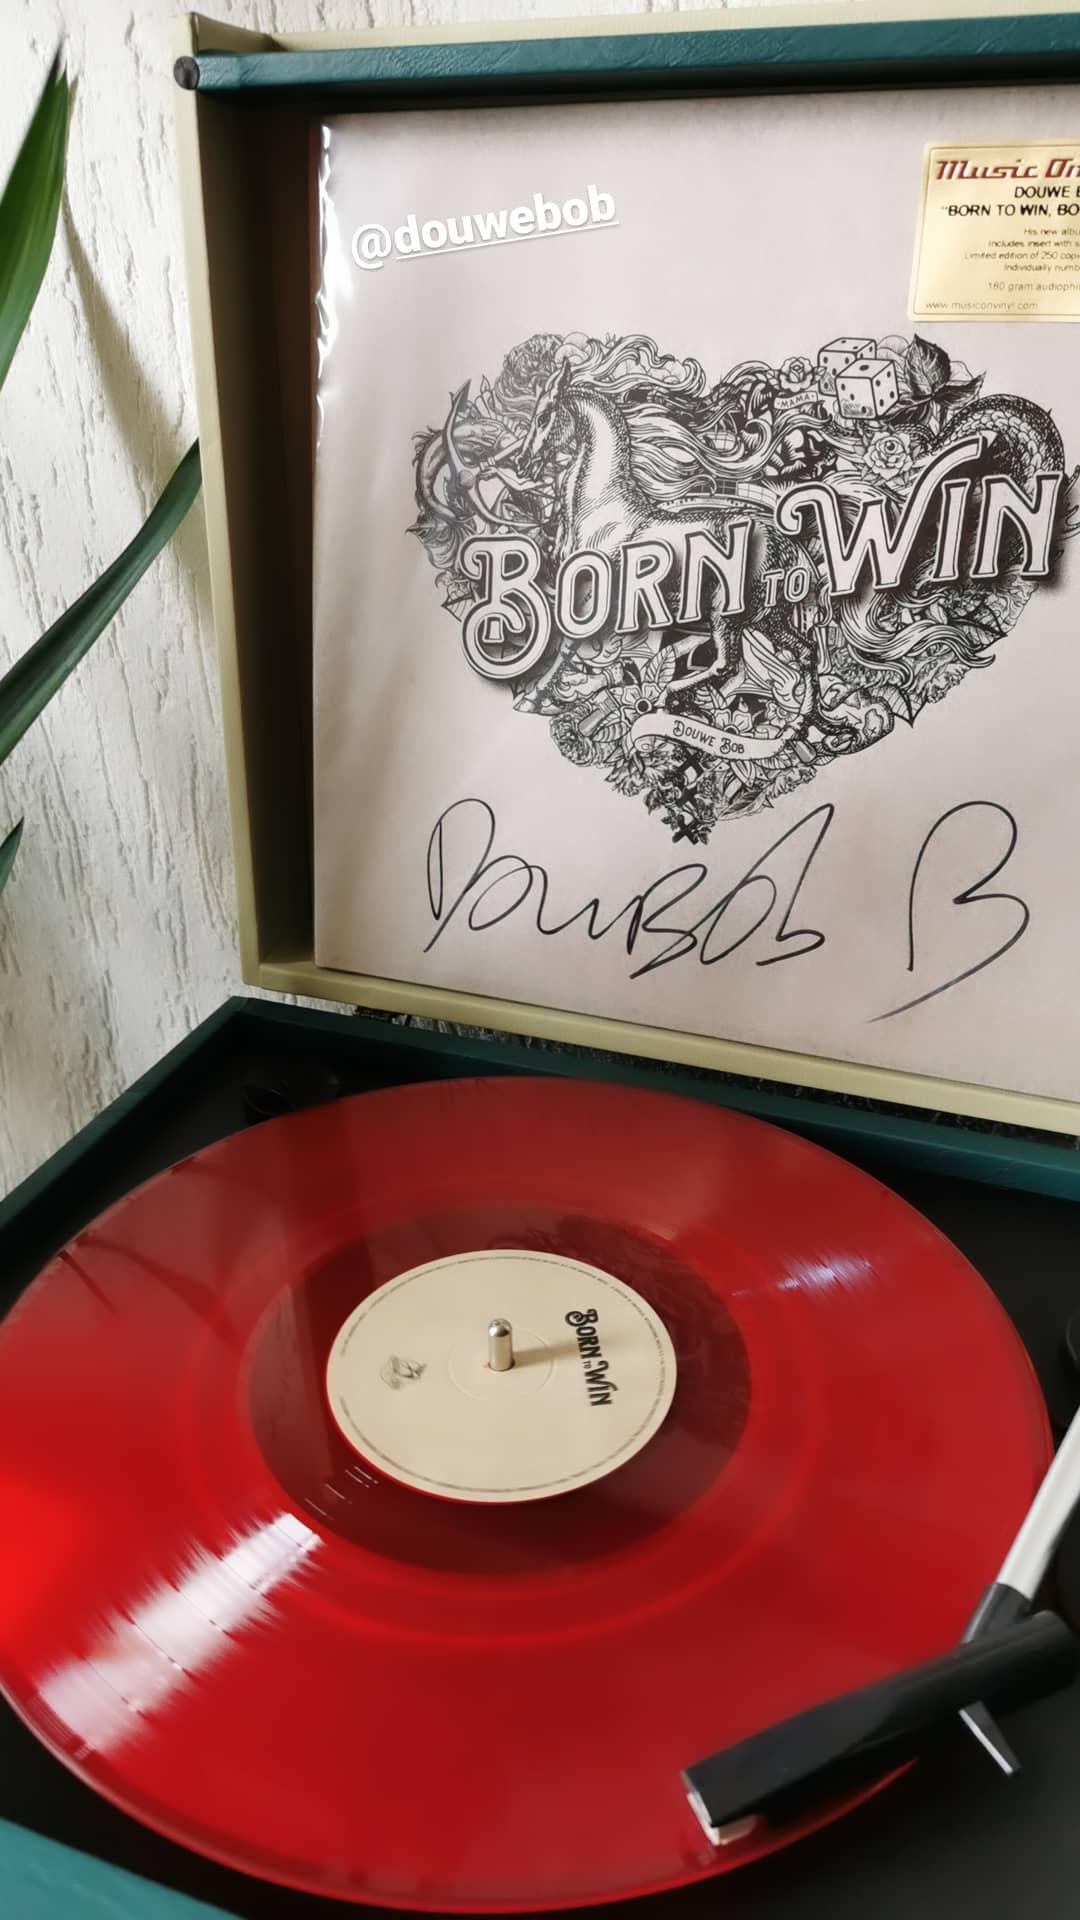 @douwebob
Music On
DOUWE B
"BORN TO WIN, BO
His new albu
Includes insert with s
Limited edition of 250 copi
Individually numb
180 gram audiophi
www.musiconvinyl.com
MAMA
BORN TO WIN
DOUWE BOB
XXX
BORN TO WIN